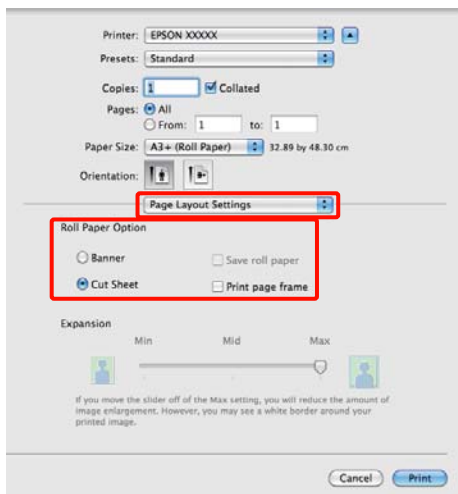 Printer: EPSON XXXXX
Presets: Standard
Copies: 1 Collated
Pages: All
From: 1 to: 1
Paper Size: A3+ (Roll Paper) 32.89 by 48.30 cm
Orientation:
Page Layout Settings
Roll Paper Option
Banner Save roll paper
Cut Sheet Print page frame
Expansion
Min Mid Max
If you move the slider off of the Max setting, you will reduce the amount of
image enlargement. However, you may see a white border around your
printed image.
Cancel Print